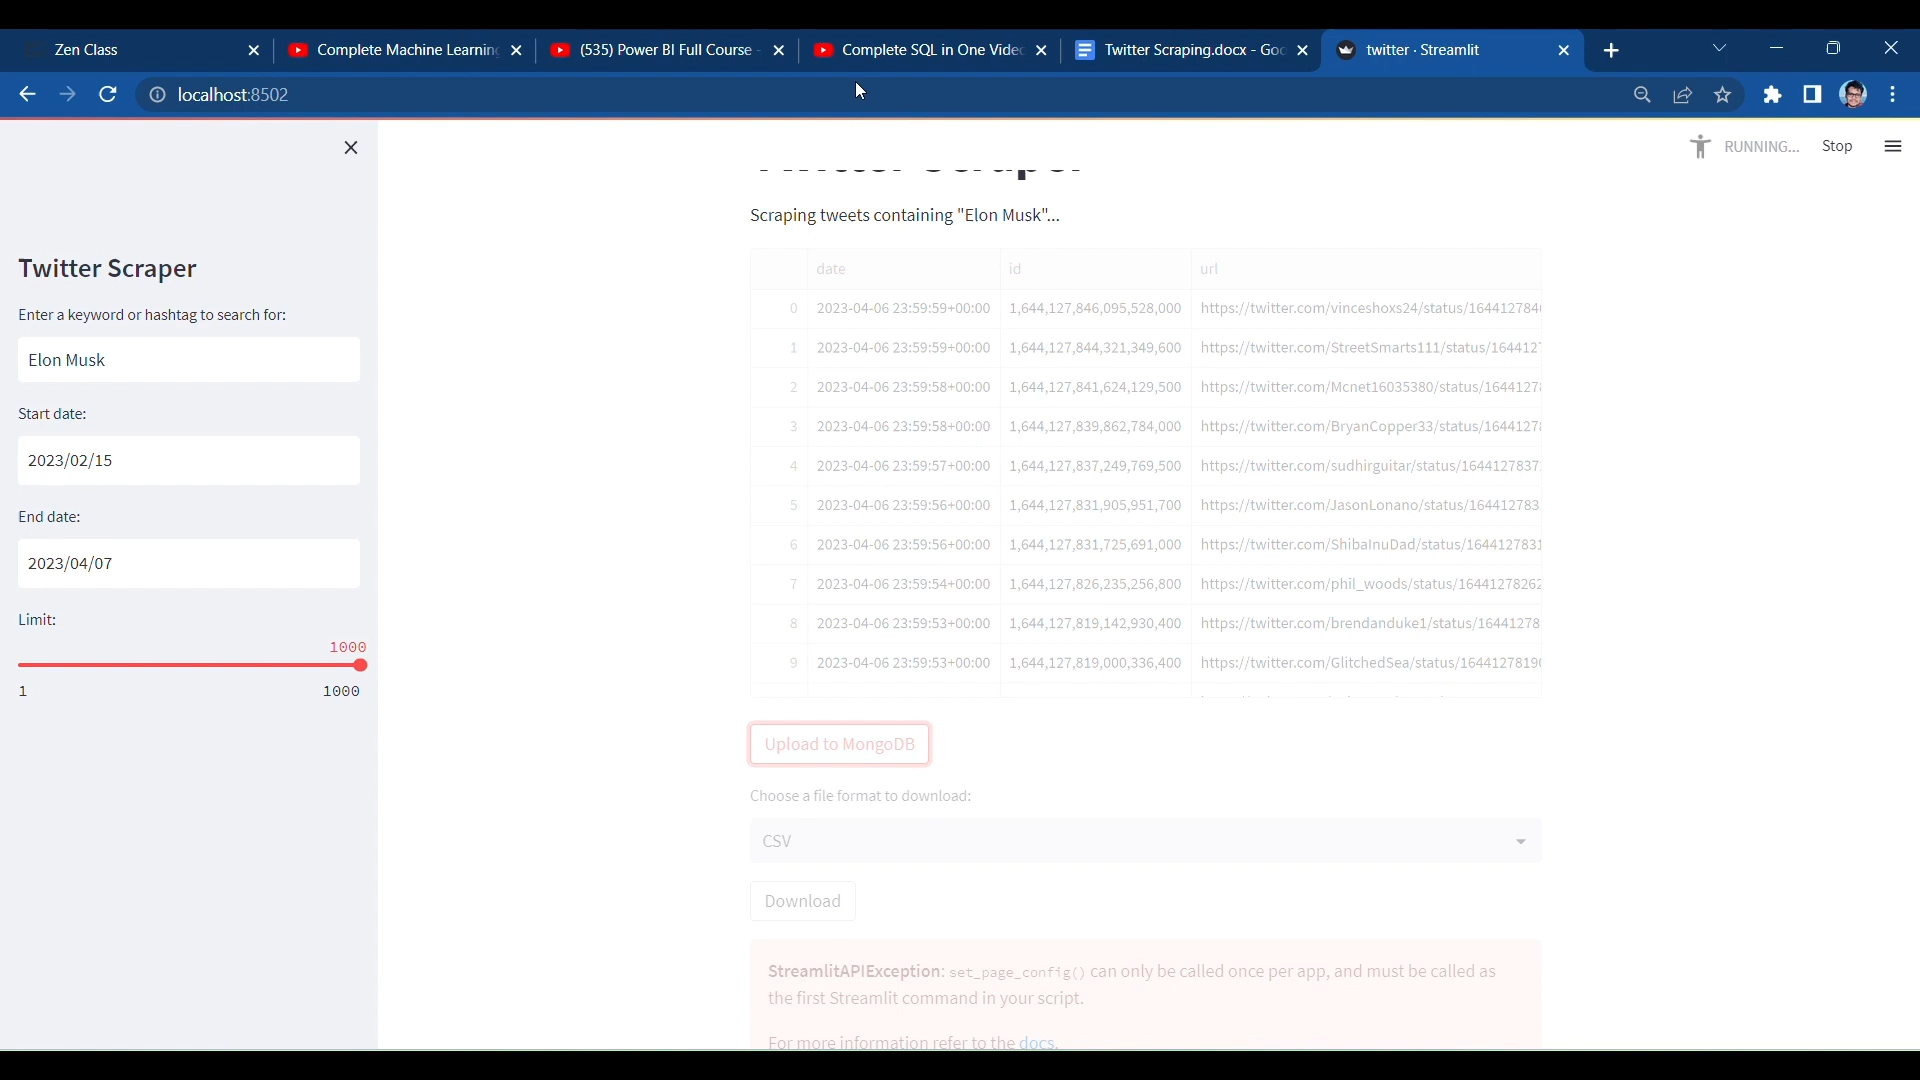 Zen Class
Complete Machine Learning
(535) Power BI Full Course -
Complete SQL in One Video
Twitter Scraping.docx - Goo
twitter · Streamlit
localhost:8502
RUNNING...
Stop
Twitter Scraper
Enter a keyword or hashtag to search for:
Elon Musk
Start date:
2023/02/15
End date:
2023/04/07
Limit:
1000
1 1000
Twitter Scraper
Scraping tweets containing "Elon Musk"...
date id url
0 2023-04-06 23:59:59+00:00 1,644,127,846,095,528,000 https://twitter.com/vinceshoxs24/status/164412784
1 2023-04-06 23:59:59+00:00 1,644,127,844,321,349,600 https://twitter.com/StreetSmarts111/status/164412
2 2023-04-06 23:59:58+00:00 1,644,127,841,624,129,500 https://twitter.com/Mcnet16035380/status/1644127
3 2023-04-06 23:59:58+00:00 1,644,127,839,862,784,000 https://twitter.com/BryanCopper33/status/1644127
4 2023-04-06 23:59:57+00:00 1,644,127,837,249,769,500 https://twitter.com/sudhirguitar/status/1644127837
5 2023-04-06 23:59:56+00:00 1,644,127,831,905,951,700 https://twitter.com/JasonLonano/status/164412783
6 2023-04-06 23:59:56+00:00 1,644,127,831,725,691,000 https://twitter.com/ShibaInuDad/status/1644127831
7 2023-04-06 23:59:54+00:00 1,644,127,826,235,256,800 https://twitter.com/phil_woods/status/1644127826
8 2023-04-06 23:59:53+00:00 1,644,127,819,142,930,400 https://twitter.com/brendanduke1/status/16441278
9 2023-04-06 23:59:53+00:00 1,644,127,819,000,336,400 https://twitter.com/GlitchedSea/status/1644127819
Upload to MongoDB
Choose a file format to download:
CSV
Download
StreamlitAPIException: set_page_config() can only be called once per app, and must be called as
the first Streamlit command in your script.
For more information refer to the docs.